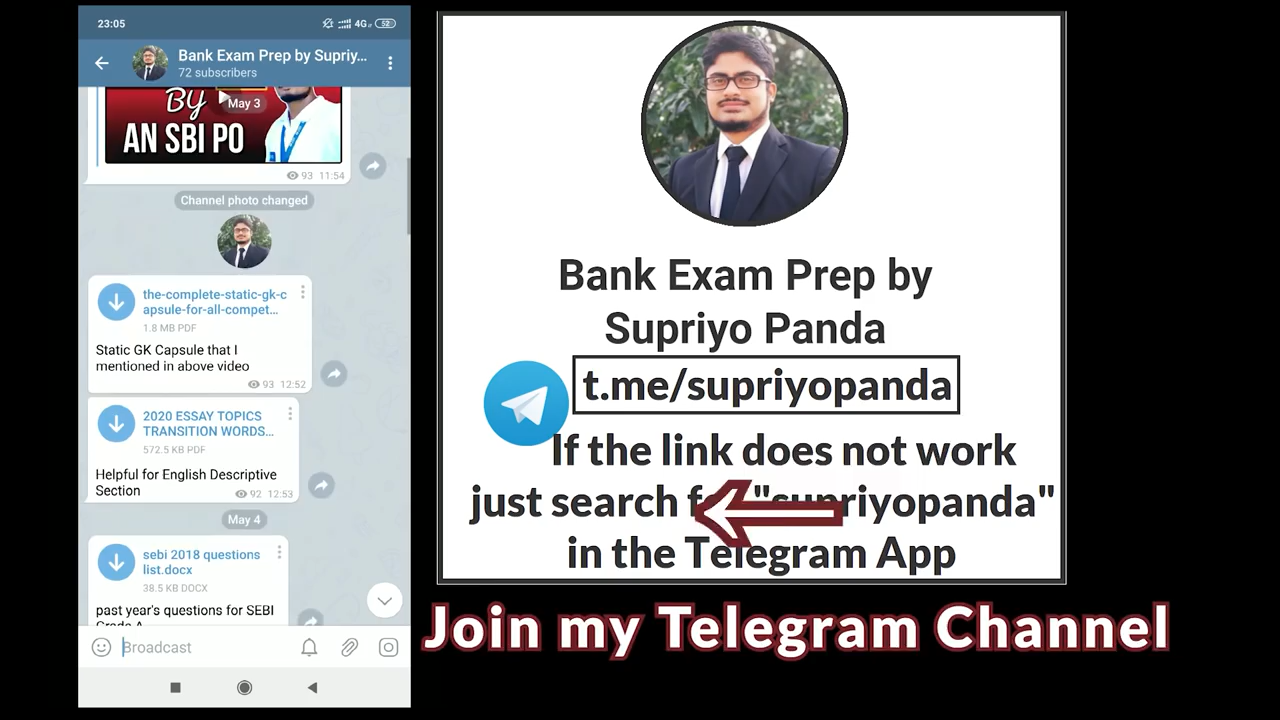 23:05
4G
52
Bank Exam Prep by Supriy...
72 subscribers
By
May 3
AN SBI PO
93 11:54
Channel photo changed
the-complete-static-gk-c
apsule-for-all-compet...
1.8 MB PDF
Static GK Capsule that I
mentioned in above video
93 12:52
2020 ESSAY TOPICS
TRANSITION WORDS...
572.5 KB PDF
Helpful for English Descriptive
Section
92 12:53
May 4
sebi 2018 questions
list.docx
38.5 KB DOCX
past year's questions for SEBI
Grade A
Broadcast
Bank Exam Prep by
Supriyo Panda
t.me/supriyopanda
If the link does not work
just search for "supriyopanda"
in the Telegram App
Join my Telegram Channel